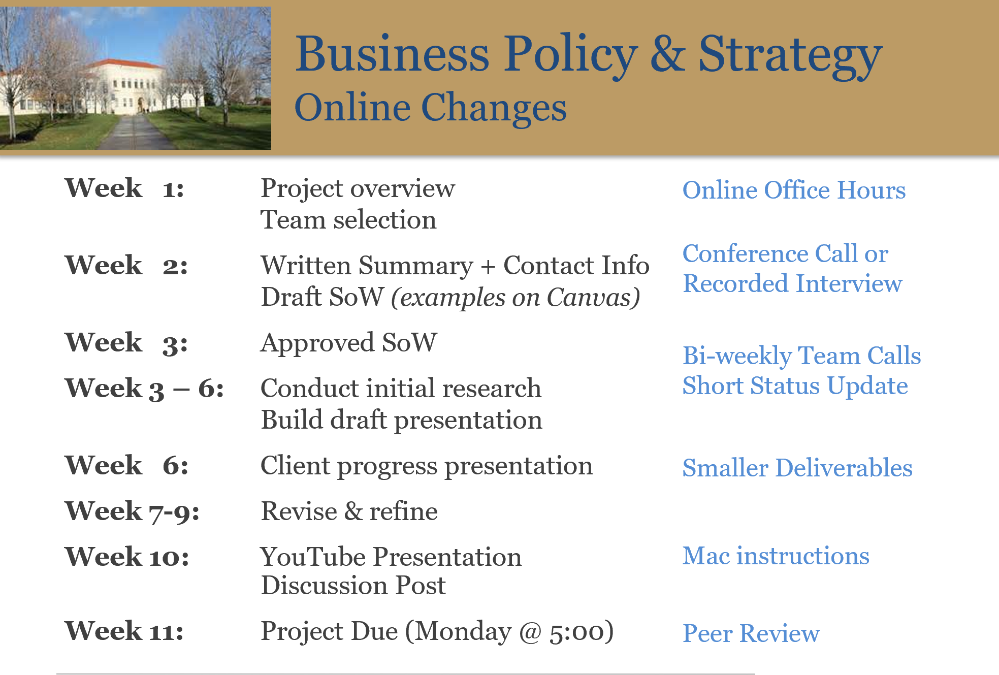 Business Policy & Strategy
Online Changes
Week 1: Project overview Online Office Hours
Team selection
Week 2: Written Summary + Contact Info Conference Call or
Draft SoW (examples on Canvas) Recorded Interview
Week 3: Approved SoW Bi-weekly Team Calls
Week 3 – 6: Conduct initial research Short Status Update
Build draft presentation
Week 6: Client progress presentation Smaller Deliverables
Week 7-9: Revise & refine
Week 10: YouTube Presentation Mac instructions
Discussion Post
Week 11: Project Due (Monday @ 5:00) Peer Review